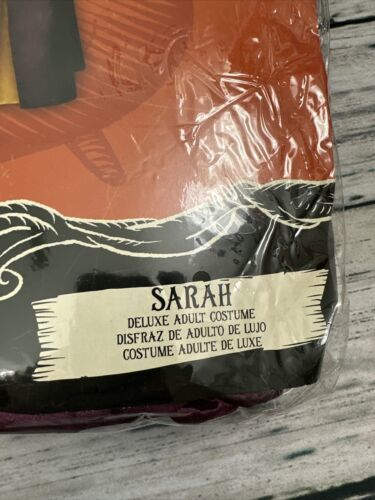 SARAH
DELUXE ADULT COSTUME
DISFRAZ DE ADULTO DE LUJO
COSTUME ADULTE DE LUXE